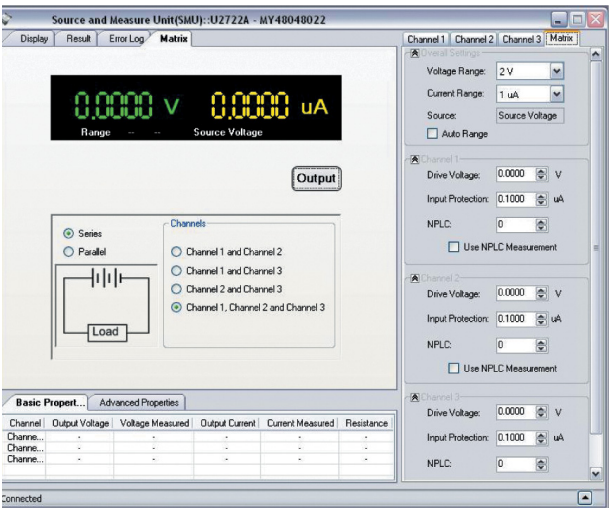 Source and Measure Unit(SMU)::U2722A - MY48048022
Display Result Error Log Matrix
0.0000 V 0.0000 uA
Range -- -- Source Voltage
Output
Series
Parallel
Load
Channels
Channel 1 and Channel 2
Channel 1 and Channel 3
Channel 2 and Channel 3
Channel 1, Channel 2 and Channel 3
Basic Propert... Advanced Properties
Channel Output Voltage Voltage Measured Output Current Current Measured Resistance
Channe... - - - - -
Channe... - - - - -
Channe... - - - - -
Channel 1 Channel 2 Channel 3 Matrix
Overall Settings
Voltage Range: 2 V
Current Range: 1 uA
Source: Source Voltage
Auto Range
Channel 1
Drive Voltage: 0.0000 V
Input Protection: 0.1000 uA
NPLC: 0
Use NPLC Measurement
Channel 2
Drive Voltage: 0.0000 V
Input Protection: 0.1000 uA
NPLC: 0
Use NPLC Measurement
Channel 3
Drive Voltage: 0.0000 V
Input Protection: 0.1000 uA
NPLC: 0
Connected